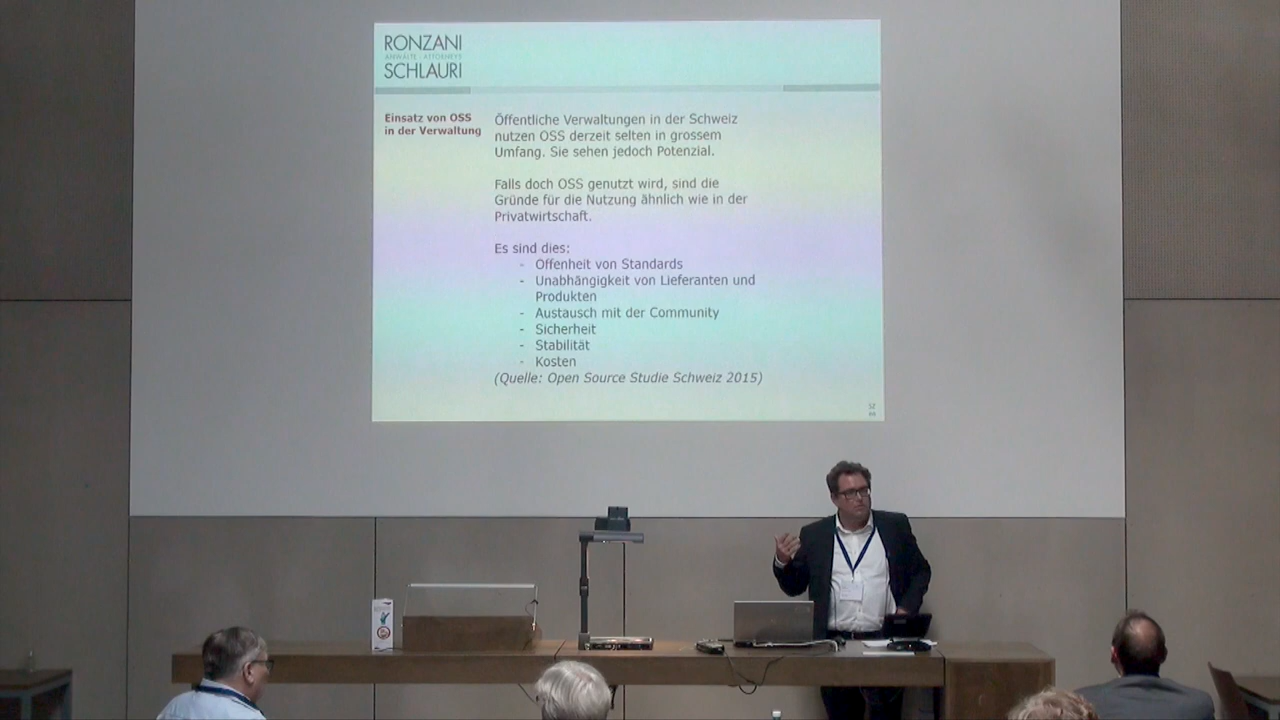 RONZANI
ANWÄLTE · ATTORNEYS
SCHLAURI
Einsatz von OSS
in der Verwaltung
Öffentliche Verwaltungen in der Schweiz
nutzen OSS derzeit selten in grossem
Umfang. Sie sehen jedoch Potenzial.
Falls doch OSS genutzt wird, sind die
Gründe für die Nutzung ähnlich wie in der
Privatwirtschaft.
Es sind dies:
- Offenheit von Standards
- Unabhängigkeit von Lieferanten und
Produkten
- Austausch mit der Community
- Sicherheit
- Stabilität
- Kosten
(Quelle: Open Source Studie Schweiz 2015)